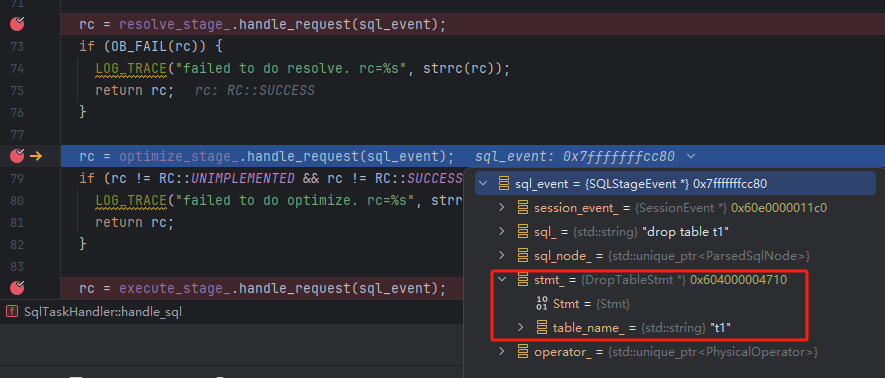 71
rc = resolve_stage_.handle_request(sql_event);
73 if (OB_FAIL(rc)) {
74 LOG_TRACE("failed to do resolve. rc=%s", strrc(rc));
75 return rc; rc: RC::SUCCESS
76 }
77
rc = optimize_stage_.handle_request(sql_event); sql_event: 0x7fffffffcc80
79 if (rc != RC::UNIMPLEMENTED && rc != RC::SUCCESS
80 LOG_TRACE("failed to do optimize. rc=%s", strr
81 return rc;
82 }
83
rc = execute_stage_.handle_request(sql_event);
f SqlTaskHandler::handle_sql
sql_event = {SQLStageEvent *} 0x7fffffffcc80
session_event_ = {SessionEvent *} 0x60e0000011c0
sql_ = {std::string} "drop table t1"
sql_node_ = {std::unique_ptr<ParsedSqlNode>}
stmt_ = {DropTableStmt *} 0x604000004710
10
01 Stmt = {Stmt}
table_name_ = {std::string} "t1"
operator_ = {std::unique_ptr<PhysicalOperator>}